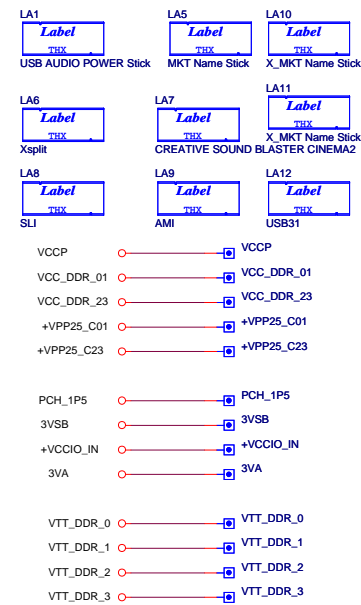 LA1 LA5 LA10
Label Label Label
THX THX THX
USB AUDIO POWER Stick MKT Name Stick X_MKT Name Stick
LA6 LA7 LA11
Label Label Label
THX THX THX
Xsplit CREATIVE SOUND BLASTER CINEMA2 X_MKT Name Stick
LA8 LA9 LA12
Label Label Label
THX THX THX
SLI AMI USB31
VCCP VCCP
VCC_DDR_01 VCC_DDR_01
VCC_DDR_23 VCC_DDR_23
+VPP25_C01 +VPP25_C01
+VPP25_C23 +VPP25_C23
PCH_1P5 PCH_1P5
3VSB 3VSB
+VCCIO_IN +VCCIO_IN
3VA 3VA
VTT_DDR_0 VTT_DDR_0
VTT_DDR_1 VTT_DDR_1
VTT_DDR_2 VTT_DDR_2
VTT_DDR_3 VTT_DDR_3